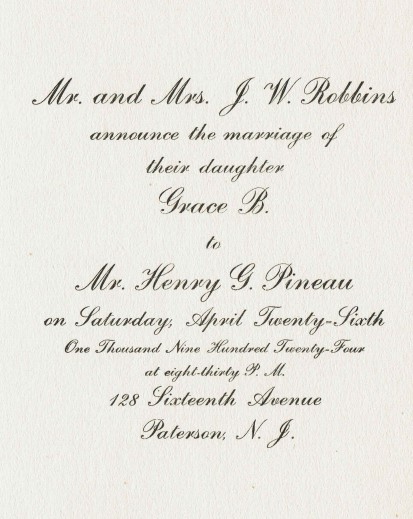 Mr. and Mrs. J. W. Robbins
announce the marriage of
their daughter
Grace B.
to
Mr. Henry G. Pineau
on Saturday, April Twenty-Sixth
One Thousand Nine Hundred Twenty-Four
at eight-thirty P. M.
128 Sixteenth Avenue
Paterson, N. J.